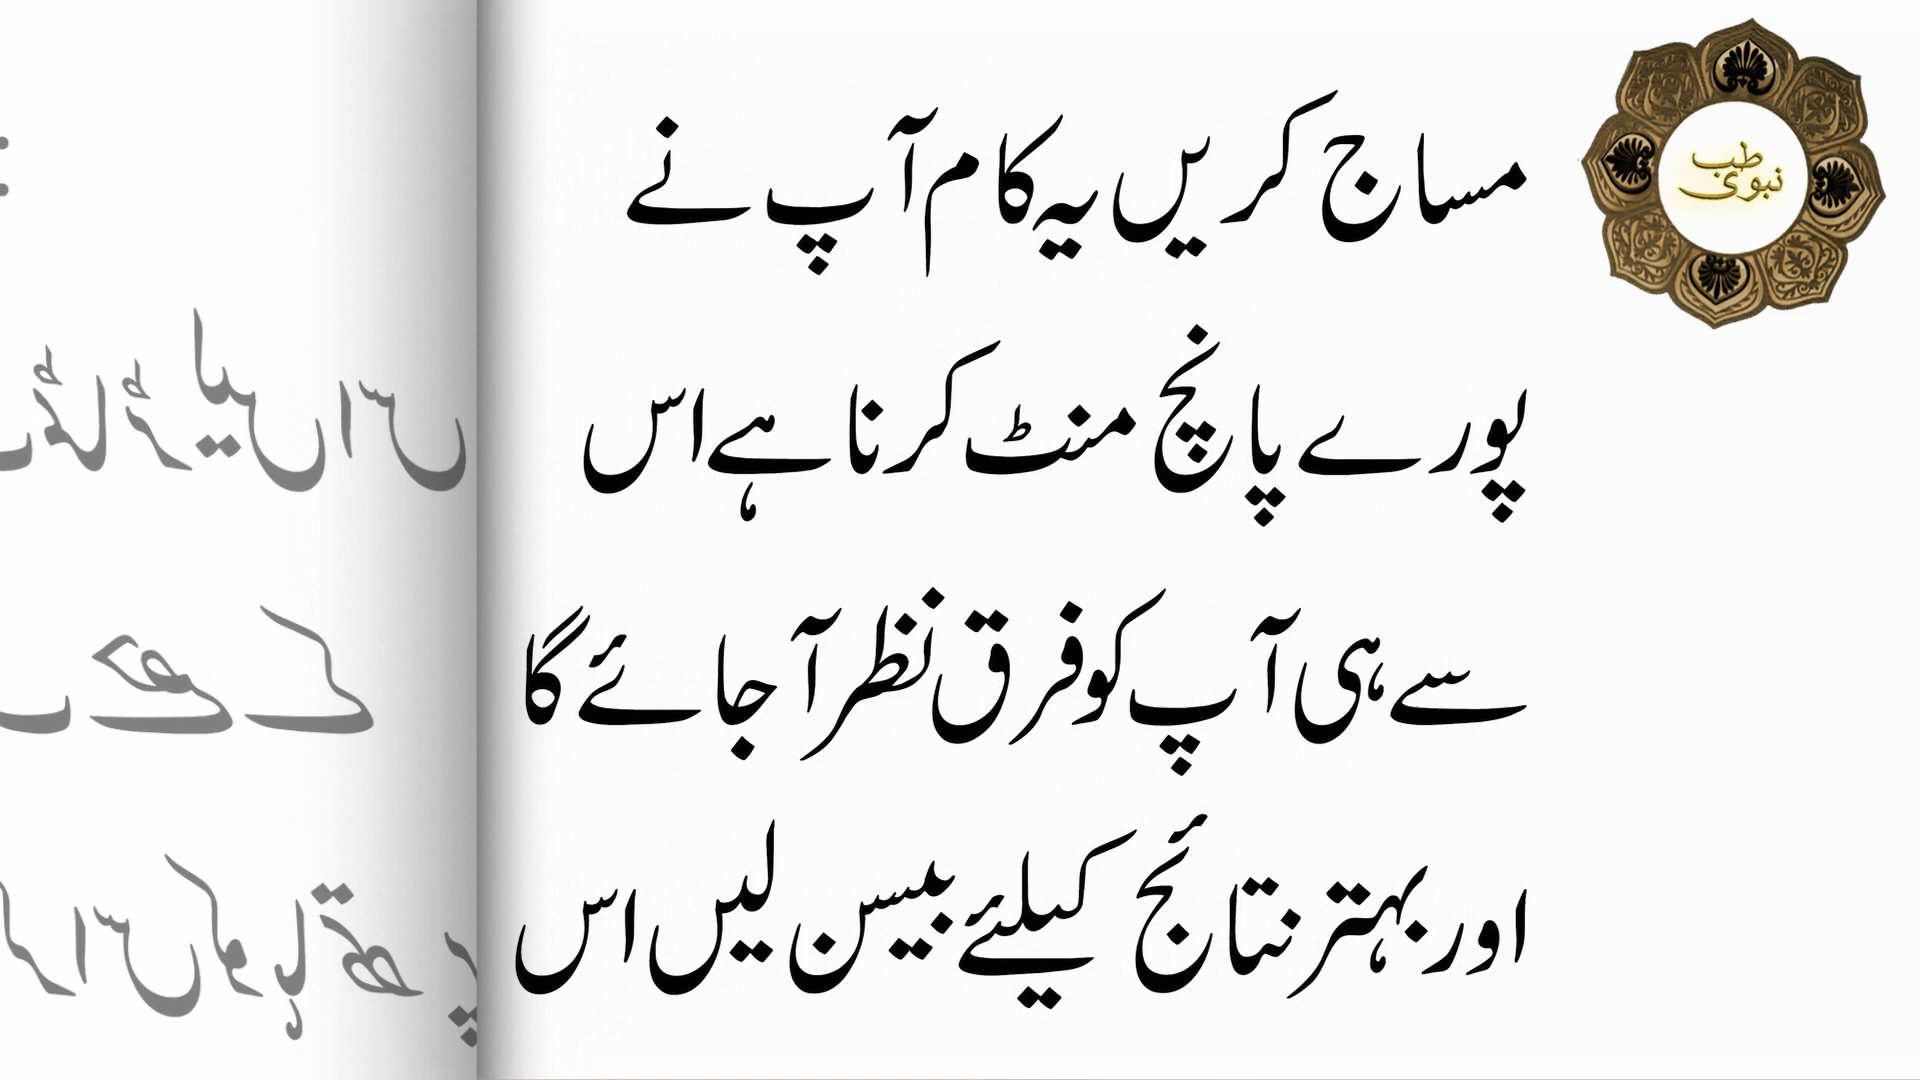 طب
نبوی
مساج کریں یہ کام آپ نے
پورے پانچ منٹ کرنا ہے اس
سے ہی آپ کو فرق نظر آ جائے گا
اور بہتر نتائج کیلئے بیسن لیں اس